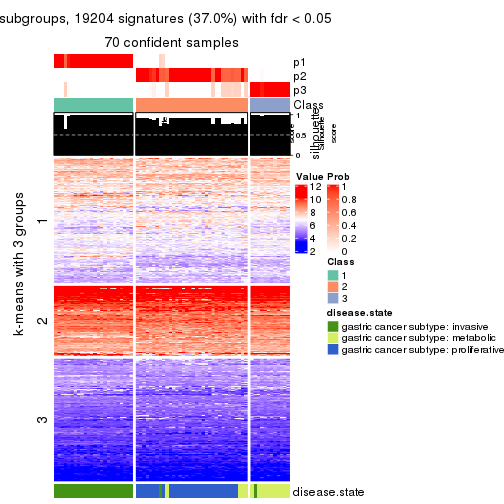 subgroups, 19204 signatures (37.0%) with fdr < 0.05
70 confident samples
p1
p2
p3
Class
1
0.5
0
silhouette
score
k-means with 3 groups
1
2
3
Value
12
10
8
6
4
2
Prob
1
0.8
0.6
0.4
0.2
0
Class
1
2
3
disease.state
gastric cancer subtype: invasive
gastric cancer subtype: metabolic
gastric cancer subtype: proliferative
disease.state